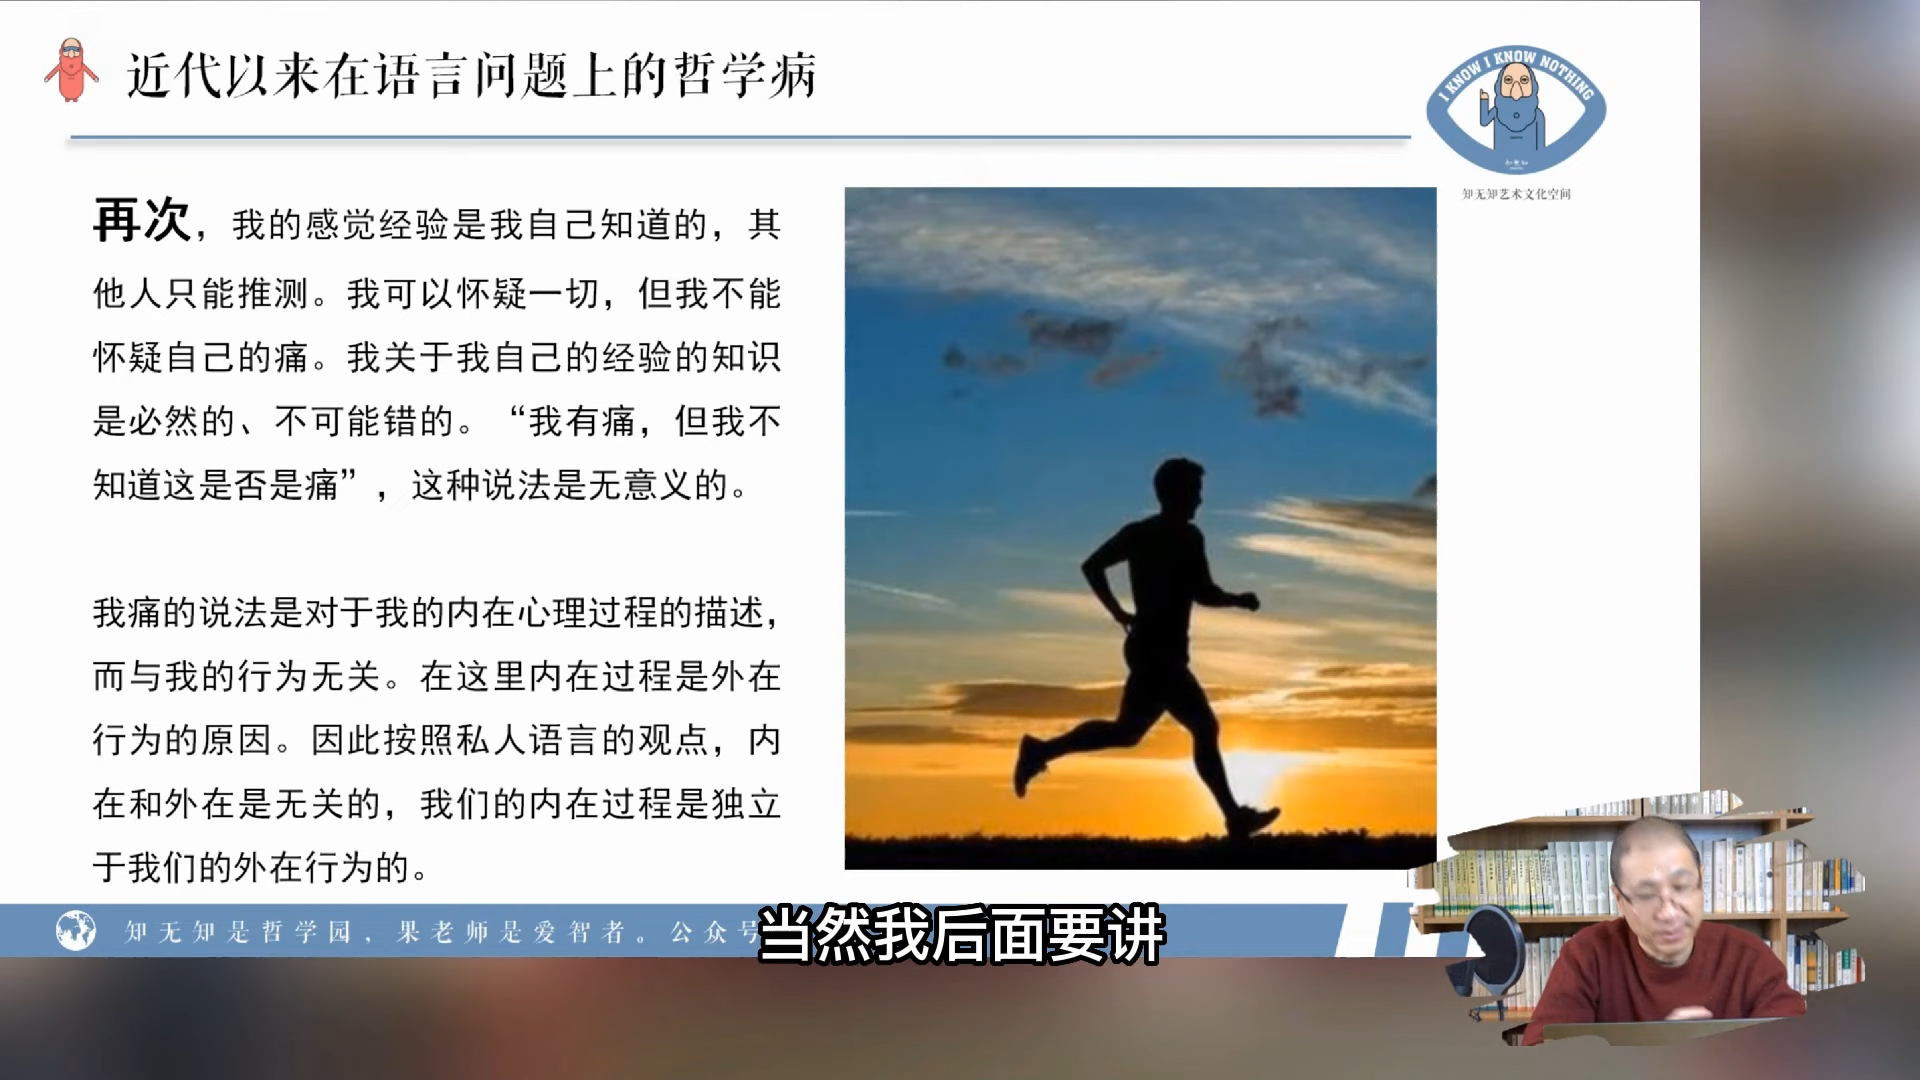 近代以来在语言问题上的哲学病
I KNOW I KNOW NOTHING
知无知艺术文化空间
再次，我的感觉经验是我自己知道的，其
他人只能推测。我可以怀疑一切，但我不能
怀疑自己的痛。我关于我自己的经验的知识
是必然的、不可能错的。“我有痛，但我不
知道这是否是痛”，这种说法是无意义的。
我痛的说法是对于我的内在心理过程的描述，
而与我的行为无关。在这里内在过程是外在
行为的原因。因此按照私人语言的观点，内
在和外在是无关的，我们的内在过程是独立
于我们的外在行为的。
知无知是哲学园，果老师是爱智者。公众号
当然我后面要讲